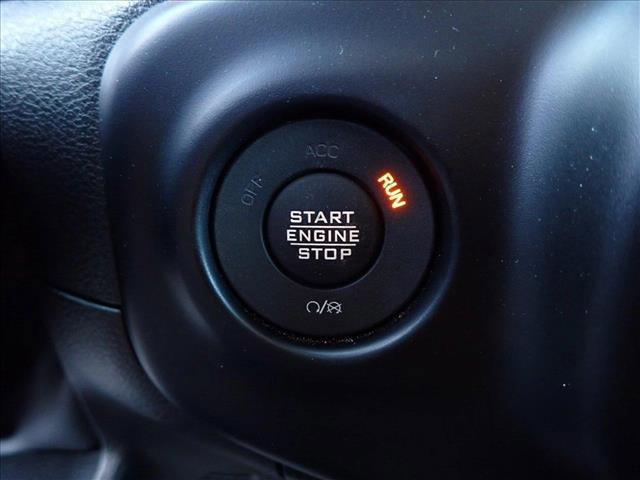 ACC
OFF
RUN
START
ENGINE
STOP